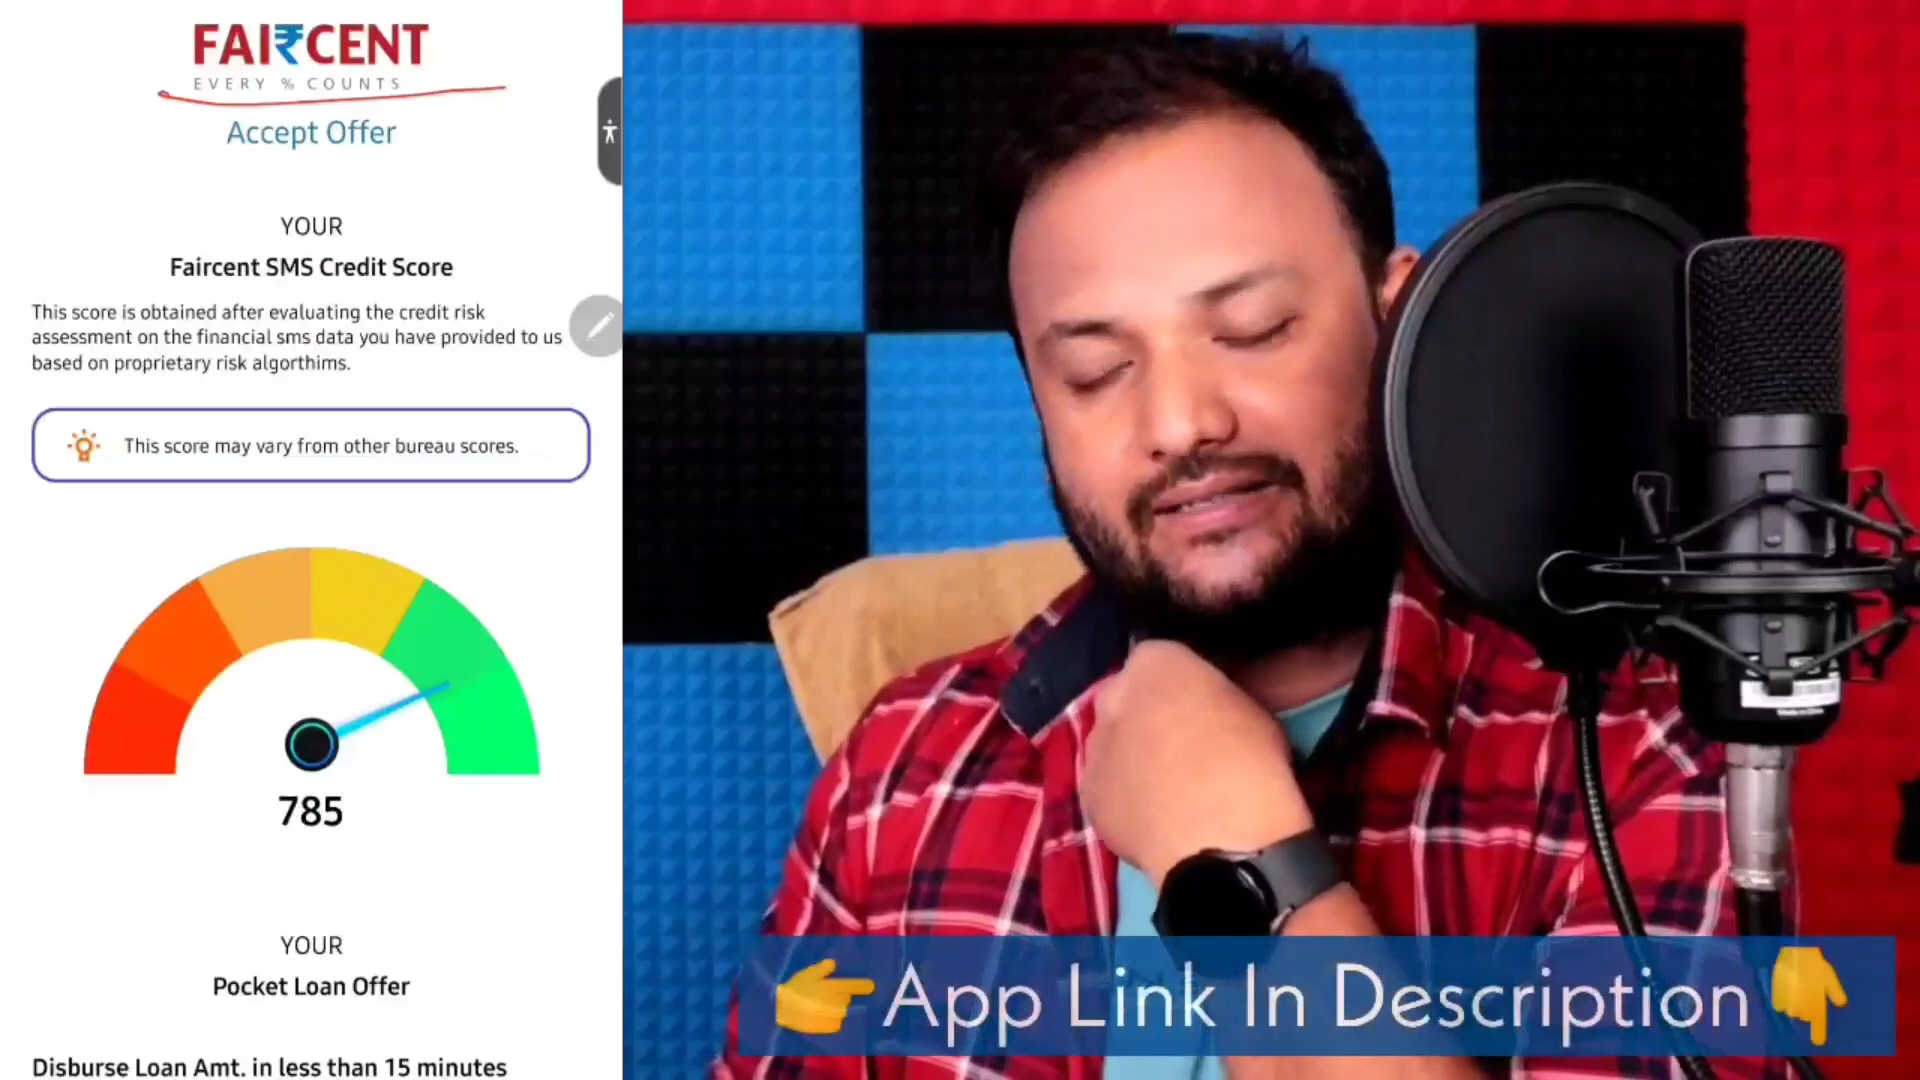 FAI₹CENT
EVERY % COUNTS
Accept Offer
YOUR
Faircent SMS Credit Score
This score is obtained after evaluating the credit risk
assessment on the financial sms data you have provided to us
based on proprietary risk algorthims.
This score may vary from other bureau scores.
785
YOUR
Pocket Loan Offer
Disburse Loan Amt. in less than 15 minutes
👉App Link In Description👇